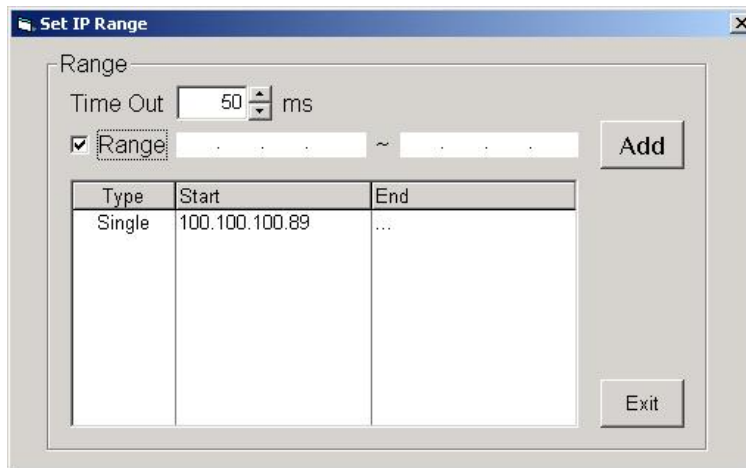 Set IP Range
Range
Time Out 50 ms
Range . . . ~ . . . Add
Type Start End
Single 100.100.100.89 ...
Exit